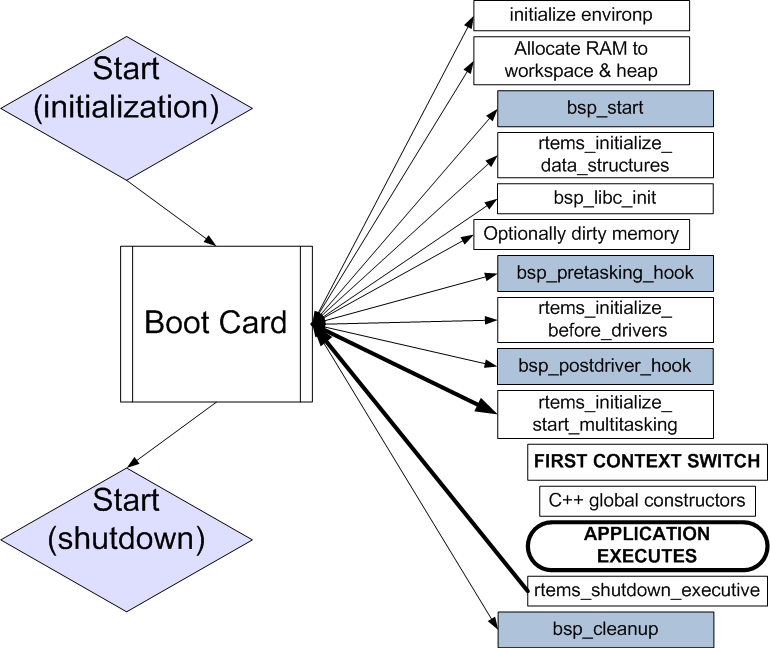 Start
(initialization)
Boot Card
Start
(shutdown)
initialize environp
Allocate RAM to
workspace & heap
bsp_start
rtems_initialize_
data_structures
bsp_libc_init
Optionally dirty memory
bsp_pretasking_hook
rtems_initialize_
before_drivers
bsp_postdriver_hook
rtems_initialize_
start_multitasking
FIRST CONTEXT SWITCH
C++ global constructors
APPLICATION
EXECUTES
rtems_shutdown_executive
bsp_cleanup